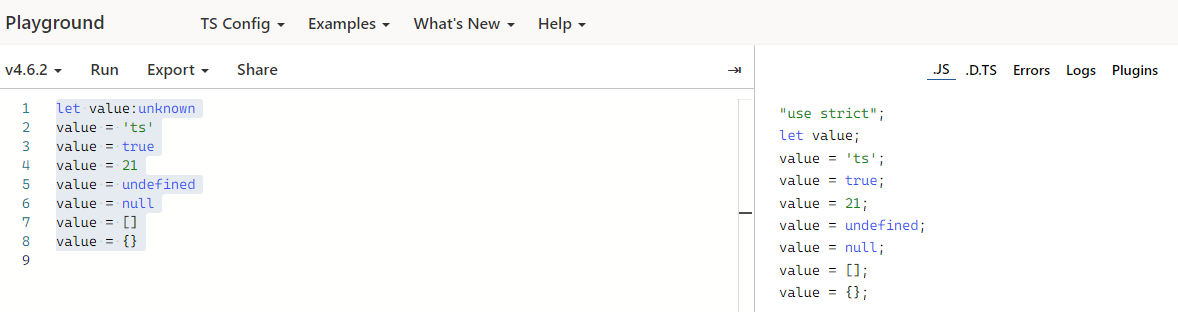 Playground TS Config Examples What's New Help
v4.6.2 Run Export Share
.JS .D.TS Errors Logs Plugins
1 let value:unknown
2 value = 'ts'
3 value = true
4 value = 21
5 value = undefined
6 value = null
7 value = []
8 value = {}
9
"use strict";
let value;
value = 'ts';
value = true;
value = 21;
value = undefined;
value = null;
value = [];
value = {};